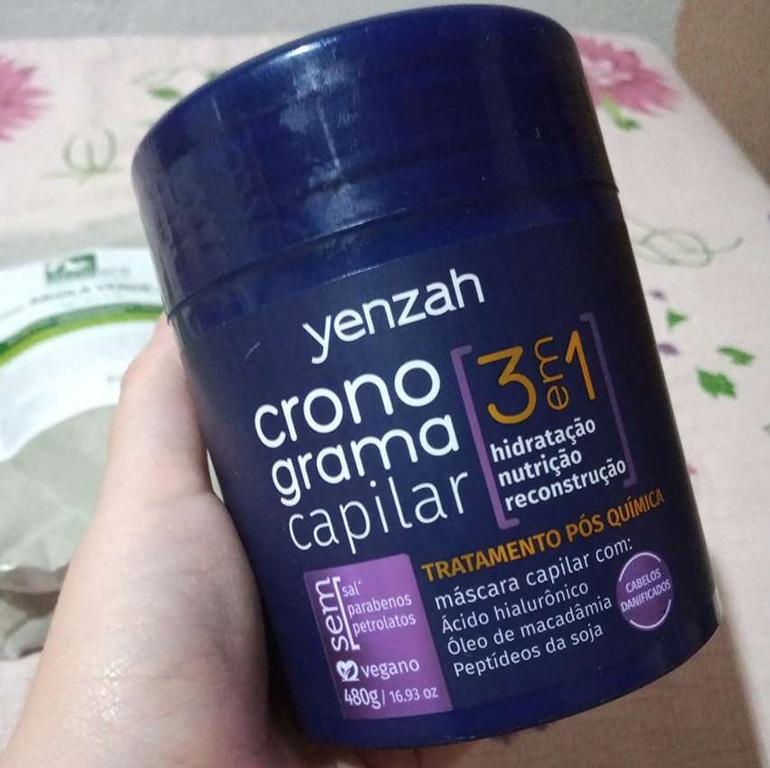 yenzah
crono
grama
capilar
3 em 1
hidratação
nutrição
reconstrução
TRATAMENTO PÓS QUÍMICA
máscara capilar com:
Ácido hialurônico
Óleo de macadâmia
Peptídeos da soja
CABELOS
DANIFICADOS
sem
sal*
parabenos
petrolatos
vegano
480g / 16.93 oz